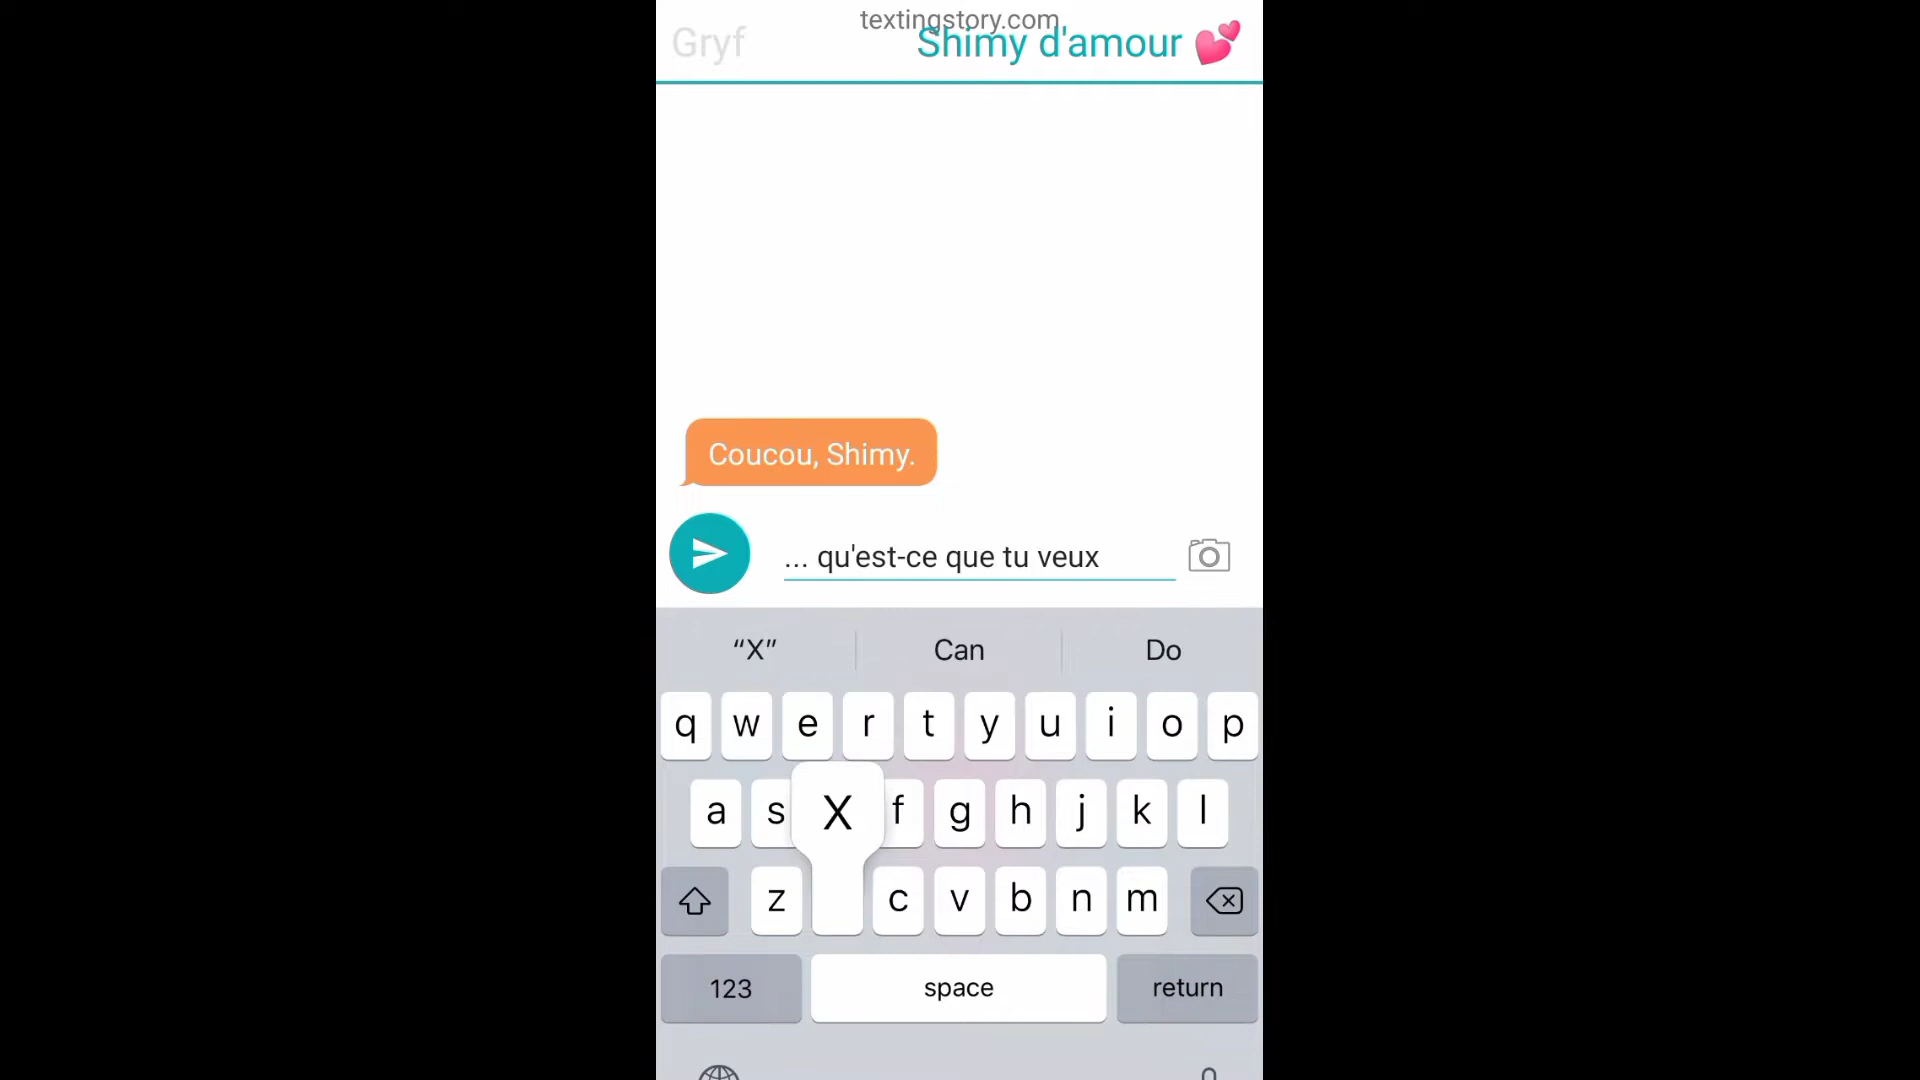 textingstory.com
Gryf
Shimy d'amour 💕
Coucou, Shimy.
... qu'est-ce que tu veux
“X” Can Do
q w e r t y u i o p
a s X f g h j k l
z c v b n m
123 space return